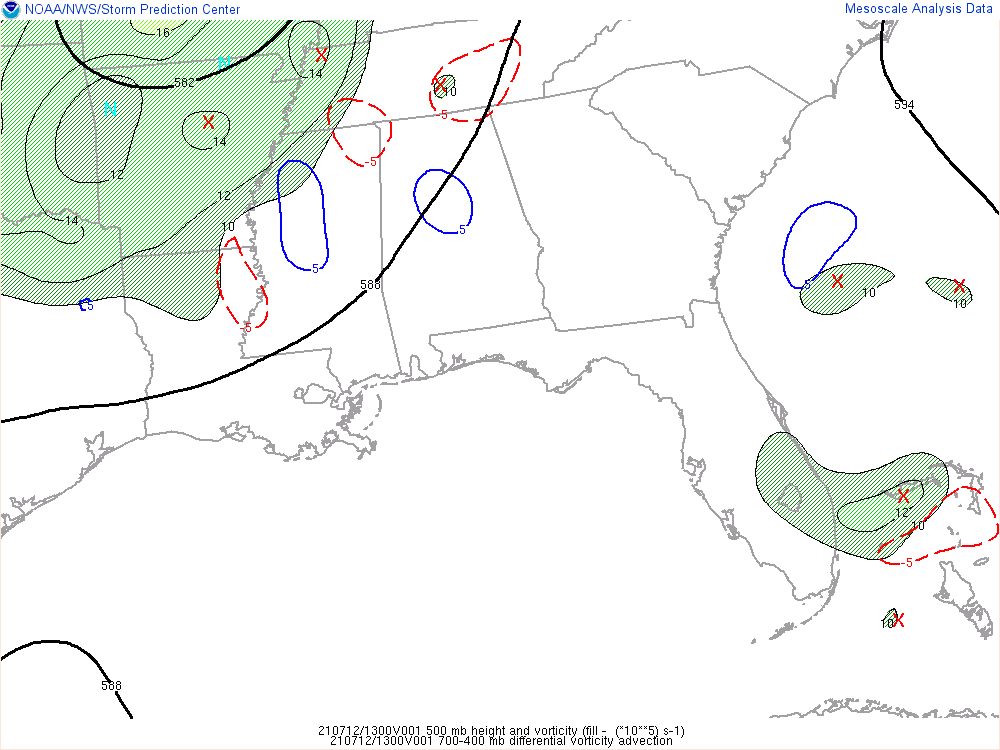 NOAA/NWS/Storm Prediction Center Mesoscale Analysis Data
16
582
N
X
14
N
X
10
594
-5
X
14
-5
12
12
14
10
5
5
5
X
10
X
10
588
5
-5
X
12
10
-5
10 X
588
210712/1300V001 500 mb height and vorticity (fill - (*10**5) s-1)
210712/1300V001 700-400 mb differential vorticity advection